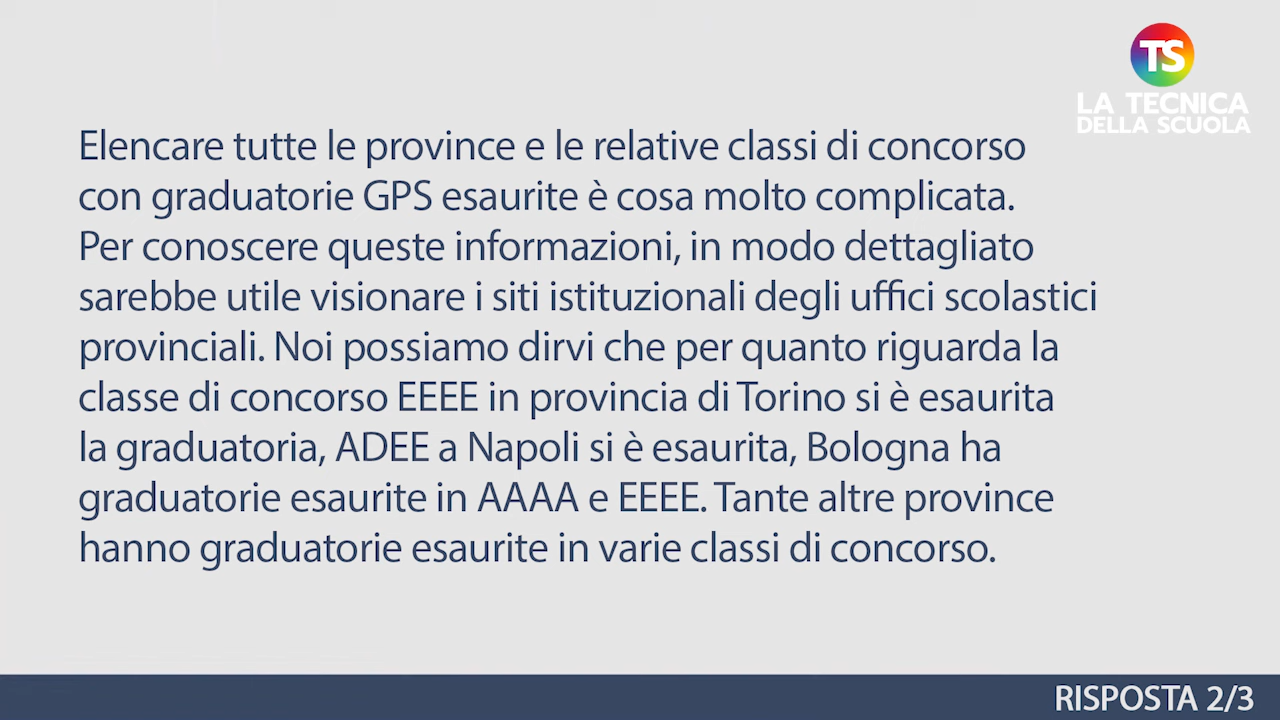 TS
LA TECNICA
DELLA SCUOLA
Elencare tutte le province e le relative classi di concorso
con graduatorie GPS esaurite è cosa molto complicata.
Per conoscere queste informazioni, in modo dettagliato
sarebbe utile visionare i siti istituzionali degli uffici scolastici
provinciali. Noi possiamo dirvi che per quanto riguarda la
classe di concorso EEEE in provincia di Torino si è esaurita
la graduatoria, ADEE a Napoli si è esaurita, Bologna ha
graduatorie esaurite in AAAA e EEEE. Tante altre province
hanno graduatorie esaurite in varie classi di concorso.
RISPOSTA 2/3